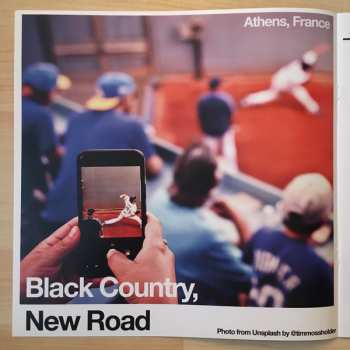 Athens, France
Black Country,
New Road
Photo from Unsplash by @timmossholder